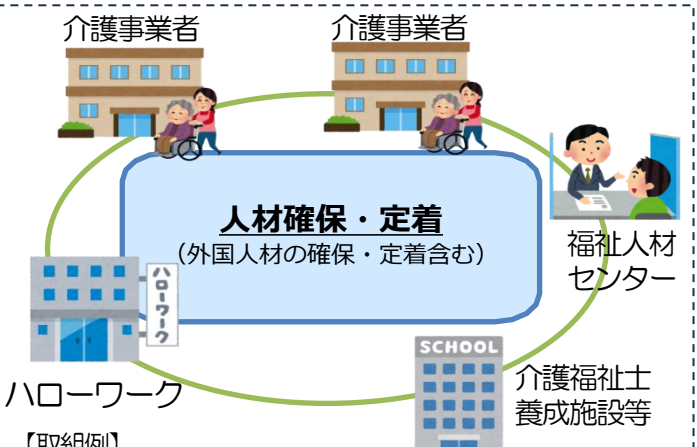 介護事業者
介護事業者
人材確保・定着
（外国人材の確保・定着含む）
福祉人材
センター
ハローワーク
ハローワーク
SCHOOL
介護福祉士
養成施設等
【取組例】